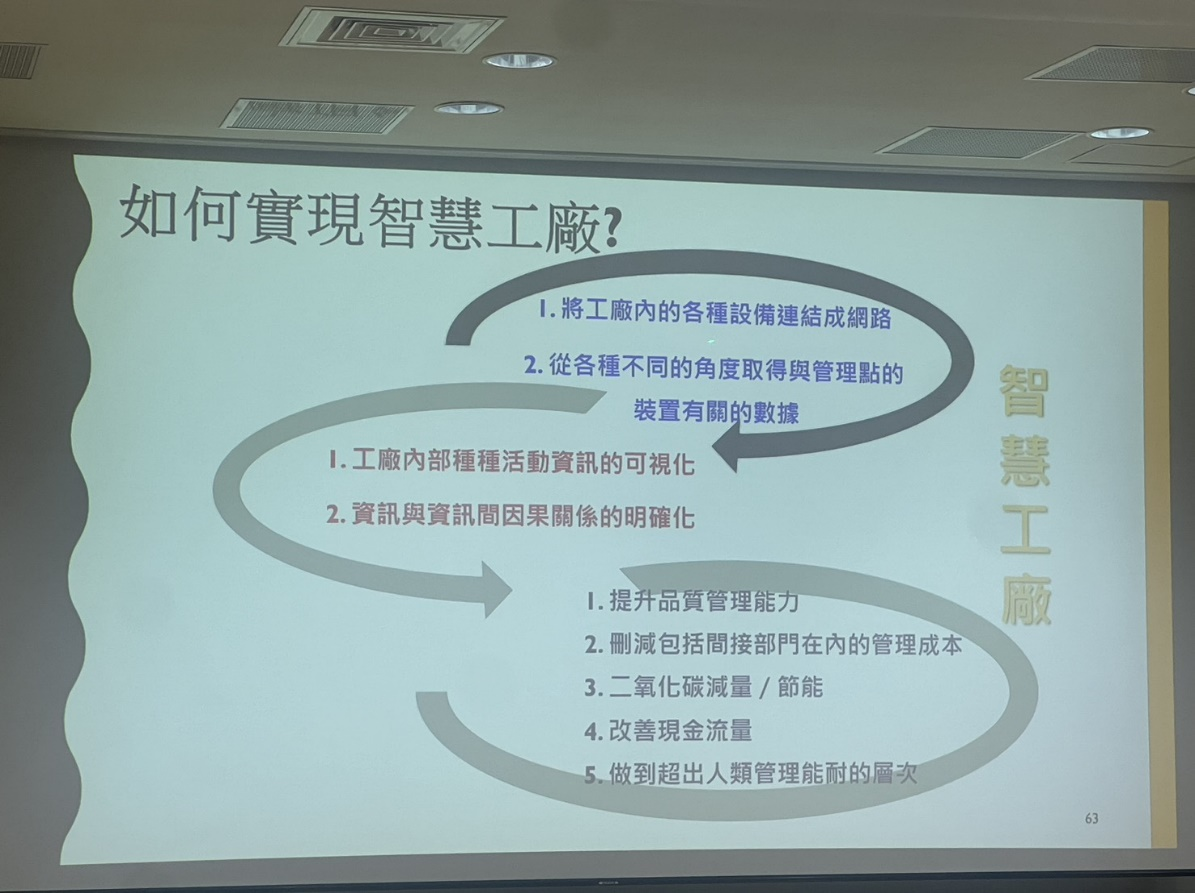 如何實現智慧工廠?
1. 將工廠內的各種設備連結成網路
2. 從各種不同的角度取得與管理點的
裝置有關的數據
1. 工廠內部種種活動資訊的可視化
2. 資訊與資訊間因果關係的明確化
1. 提升品質管理能力
2. 刪減包括間接部門在內的管理成本
3. 二氧化碳減量 / 節能
4. 改善現金流量
5. 做到超出人類管理能耐的層次
智
慧
工
廠
63